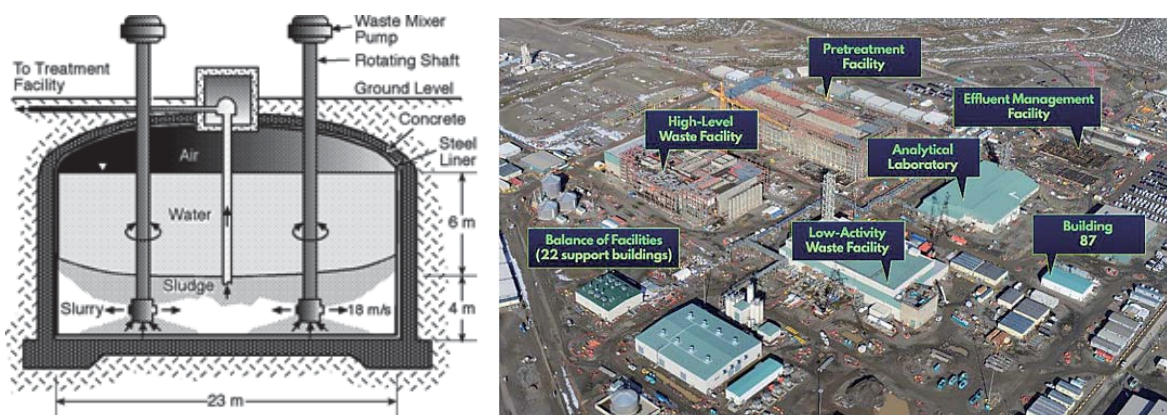 Waste Mixer
Pump
Rotating Shaft
To Treatment
Facility
Ground Level
Concrete
Steel
Liner
Air
Water
6 m
Sludge
Slurry
18 m/s
4 m
23 m
Pretreatment
Facility
Effluent Management
Facility
High-Level
Waste Facility
Analytical
Laboratory
Balance of Facilities
(22 support buildings)
Low-Activity
Waste Facility
Building
87